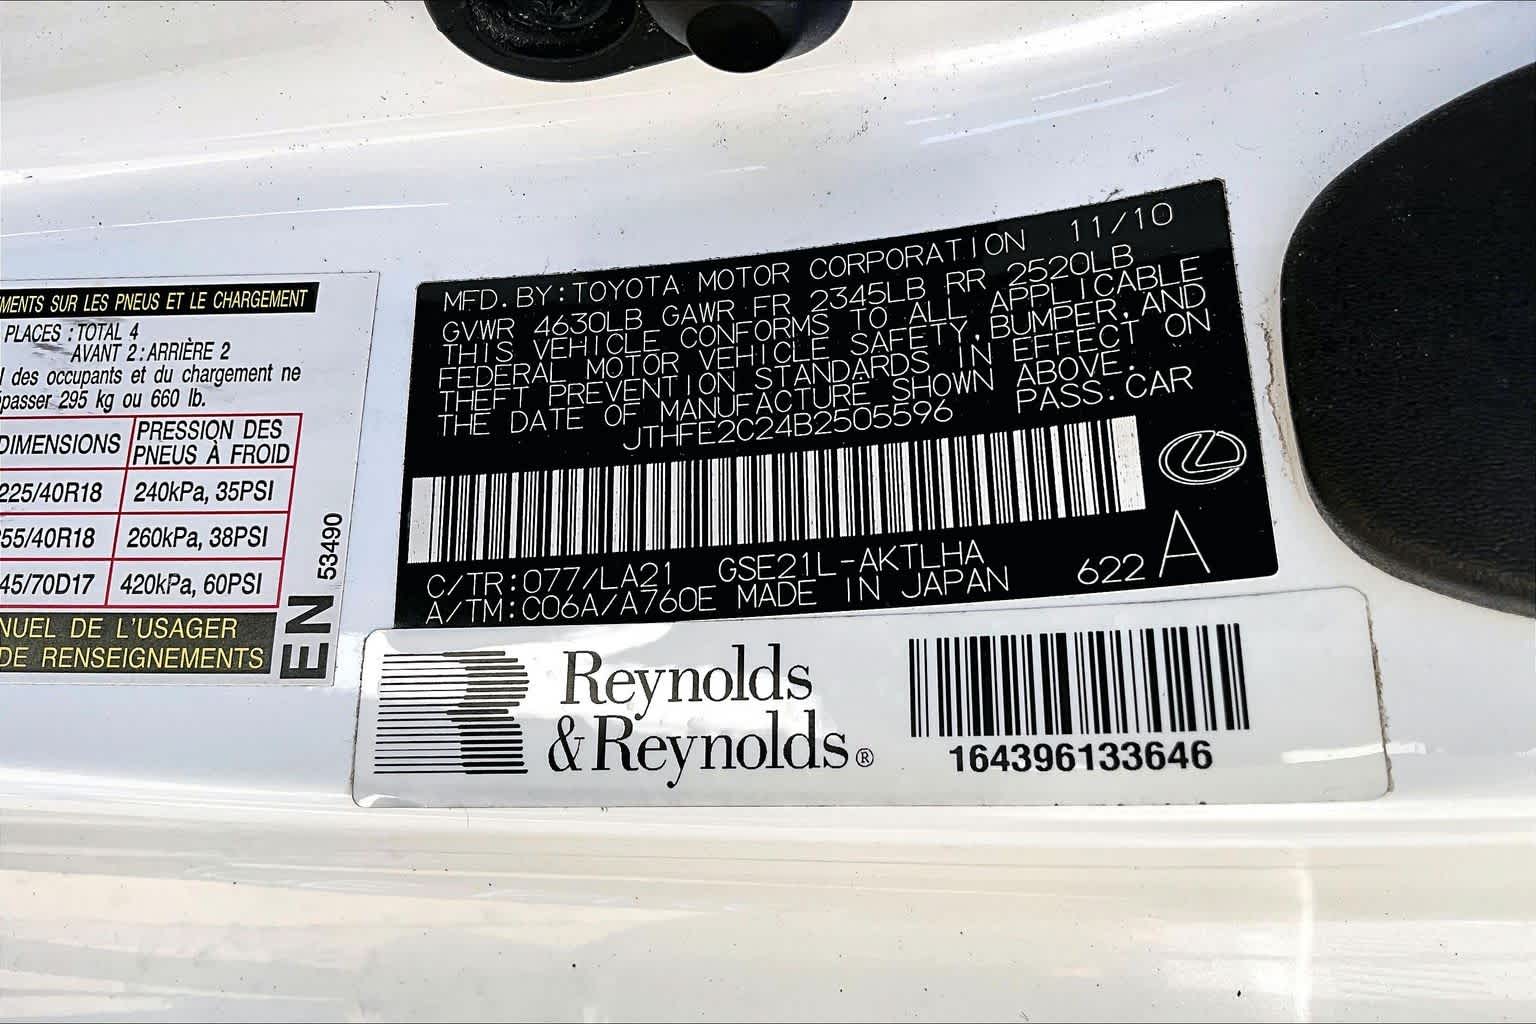 MENTS SUR LES PNEUS ET LE CHARGEMENT
PLACES : TOTAL 4
AVANT 2 : ARRIÈRE 2
l des occupants et du chargement ne
passer 295 kg ou 660 lb.
DIMENSIONS PRESSION DES PNEUS À FROID
225/40R18 240kPa, 35PSI
55/40R18 260kPa, 38PSI
45/70D17 420kPa, 60PSI
NUEL DE L'USAGER
DE RENSEIGNEMENTS
53490
EN
MFD. BY: TOYOTA MOTOR CORPORATION 11/10
GVWR 4630LB GAWR FR 2345LB RR 2520LB
THIS VEHICLE CONFORMS TO ALL APPLICABLE
FEDERAL MOTOR VEHICLE SAFETY, BUMPER, AND
THEFT PREVENTION STANDARDS IN EFFECT ON
THE DATE OF MANUFACTURE SHOWN ABOVE.
JTHFE2C24B2505596 PASS. CAR
C/TR: 077/LA21 GSE21L-AKTLHA
A/TM: C06A/A760E MADE IN JAPAN 622 A
Reynolds
& Reynolds®
164396133646